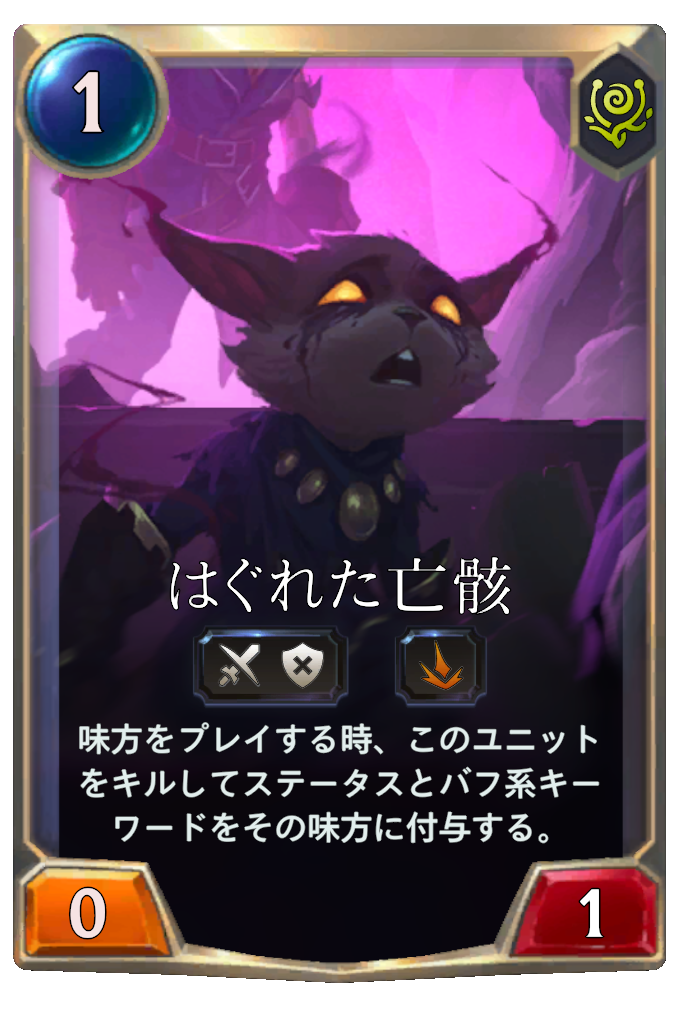 1
はぐれた亡骸
味方をプレイする時、このユニット
をキルしてステータスとバフ系キー
ワードをその味方に付与する。
0
1